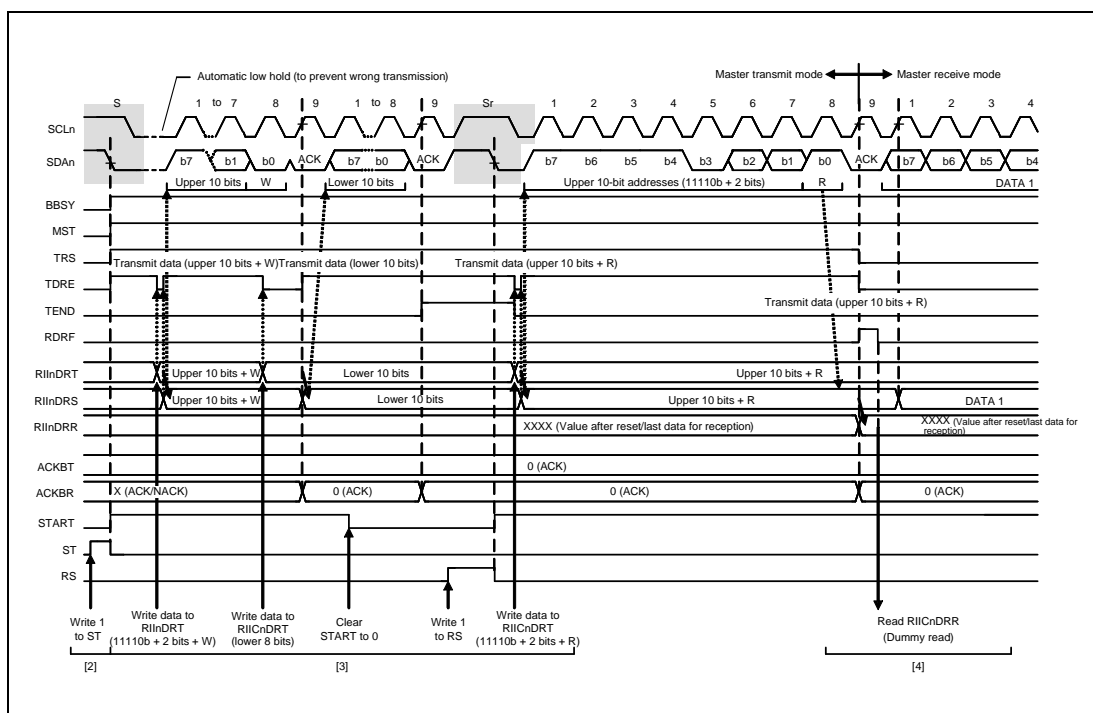 Automatic low hold (to prevent wrong transmission)
Master transmit mode
Master receive mode
S 1 to 7 8 9 1 to 8 9 Sr 1 2 3 4 5 6 7 8 9 1 2 3 4
SCLn
SDAn b7 b1 b0 ACK b7 b0 ACK b7 b6 b5 b4 b3 b2 b1 b0 ACK b7 b6 b5 b4
Upper 10 bits W Lower 10 bits Upper 10-bit addresses (11110b + 2 bits) R DATA 1
BBSY
MST
TRS
Transmit data (upper 10 bits + W) Transmit data (lower 10 bits) Transmit data (upper 10 bits + R)
TDRE
TEND
Transmit data (upper 10 bits + R)
RDRF
RIInDRT Upper 10 bits + W Lower 10 bits Upper 10 bits + R
RIInDRS Upper 10 bits + W Lower 10 bits Upper 10 bits + R DATA 1
RIInDRR XXXX (Value after reset/last data for reception) XXXX (Value after reset/last data for
reception)
ACKBT 0 (ACK)
ACKBR X (ACK/NACK) 0 (ACK) 0 (ACK) 0 (ACK)
START
ST
RS
Write 1
to ST
Write data to
RIInDRT
(11110b + 2 bits + W)
Write data to
RIICnDRT
(lower 8 bits)
Clear
START to 0
Write 1
to RS
Write data to
RIICnDRT
(11110b + 2 bits + R)
Read RIICnDRR
(Dummy read)
[2] [3] [4]